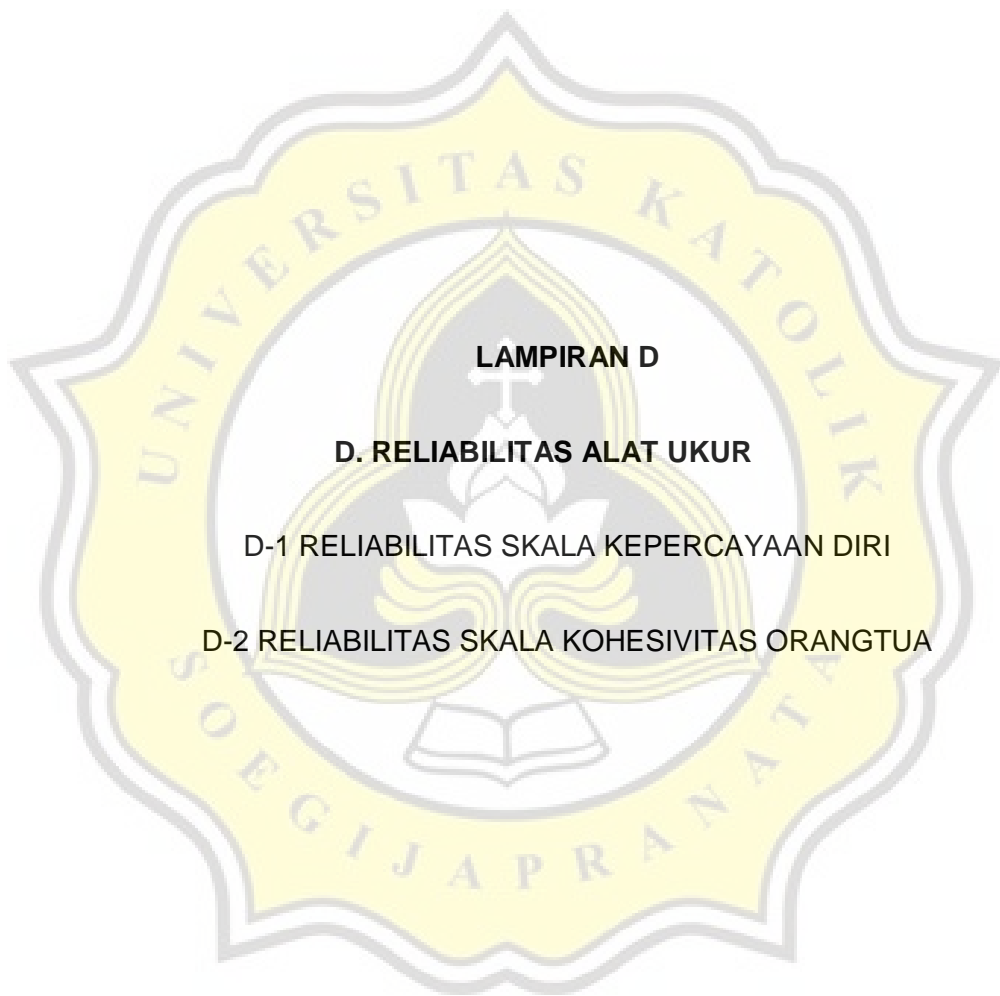 UNIVERSITAS KATOLIK
LAMPIRAN D
D. RELIABILITAS ALAT UKUR
D-1 RELIABILITAS SKALA KEPERCAYAAN DIRI
D-2 RELIABILITAS SKALA KOHESIVITAS ORANGTUA
SOEGIJAPRANATA